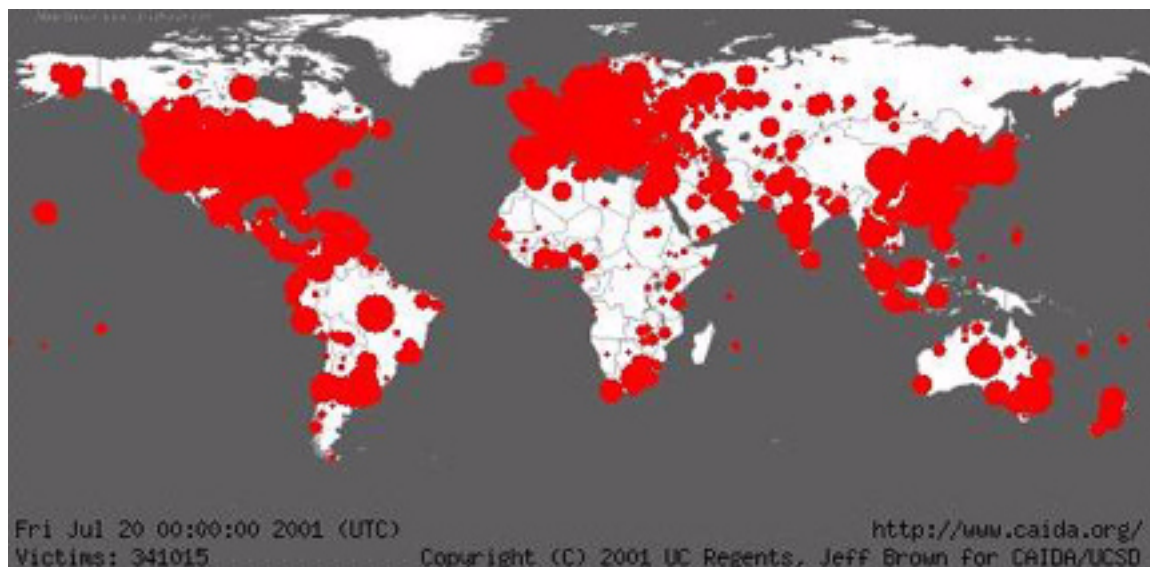 Fri Jul 20 00:00:00 2001 (UTC)
http://www.caida.org/
Victims: 341015
Copyright (C) 2001 UC Regents, Jeff Brown for CAIDA/UCSD